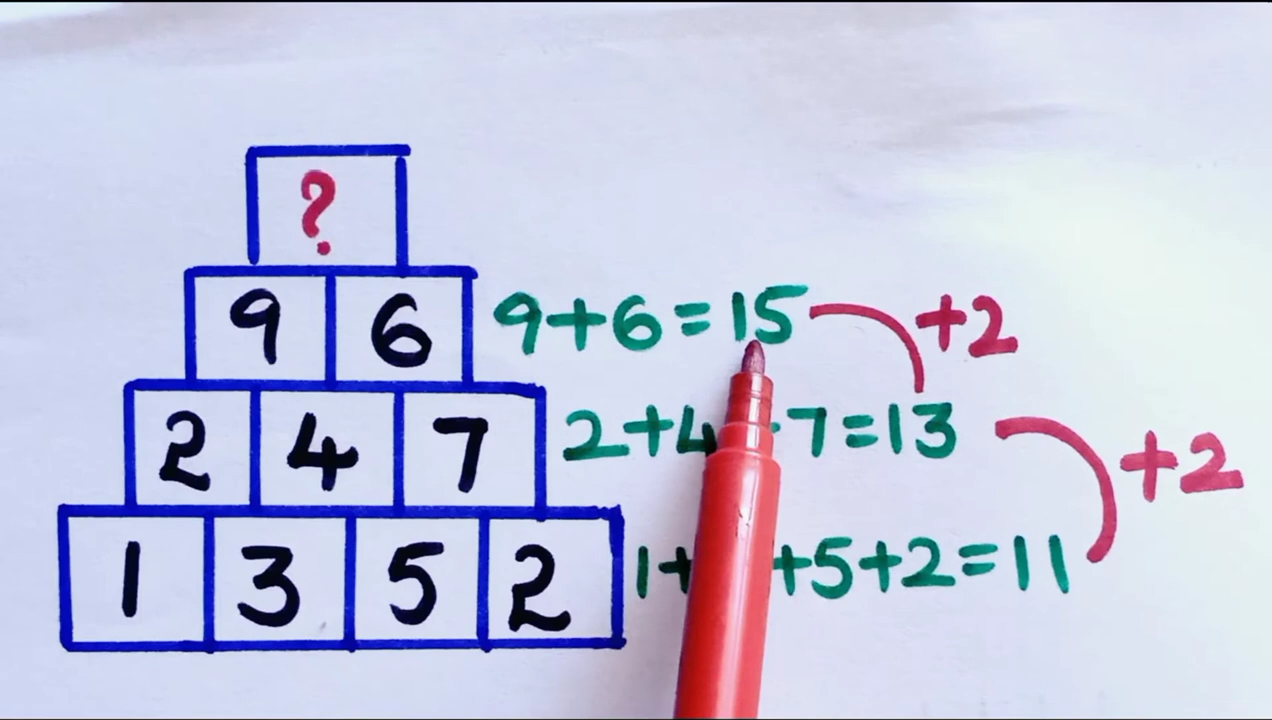 ?
9 6 9+6=15 +2
2 4 7 2+4 7=13 +2
1 3 5 2 1+ +5+2=11